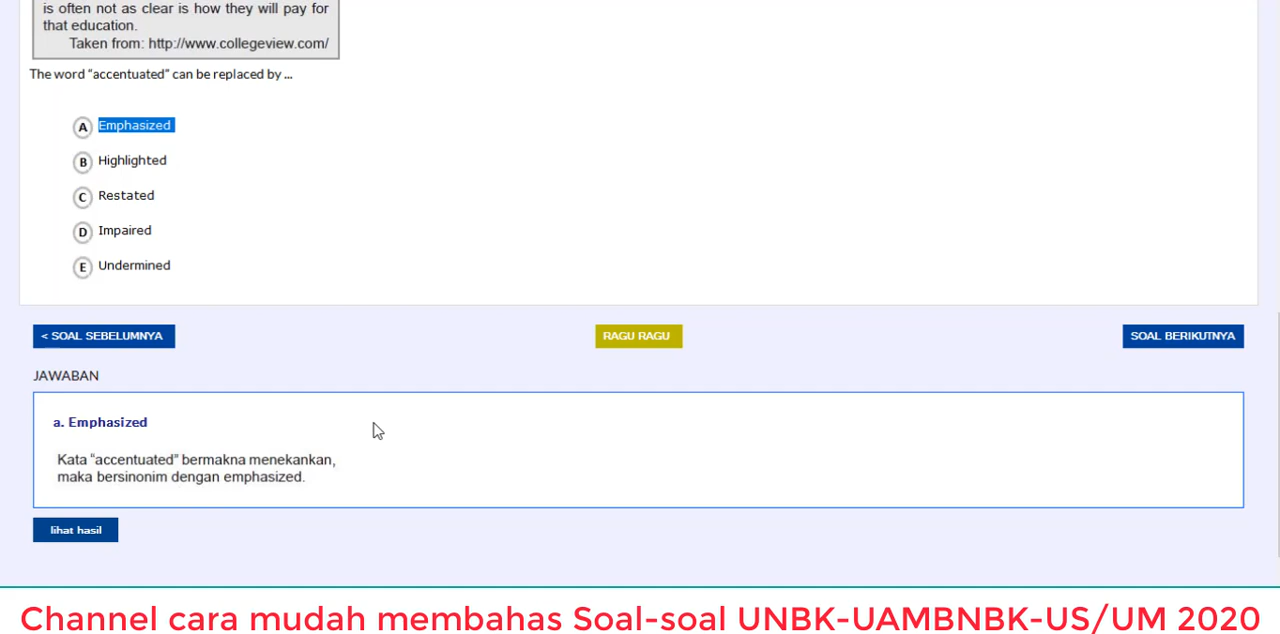 is often not as clear is how they will pay for
that education.
Taken from: http://www.collegeview.com/
The word “accentuated” can be replaced by ...
A Emphasized
B Highlighted
C Restated
D Impaired
E Undermined
< SOAL SEBELUMNYA
RAGU RAGU
SOAL BERIKUTNYA
JAWABAN
a. Emphasized
Kata “accentuated” bermakna menekankan,
maka bersinonim dengan emphasized.
lihat hasil
Channel cara mudah membahas Soal-soal UNBK-UAMBNBK-US/UM 2020